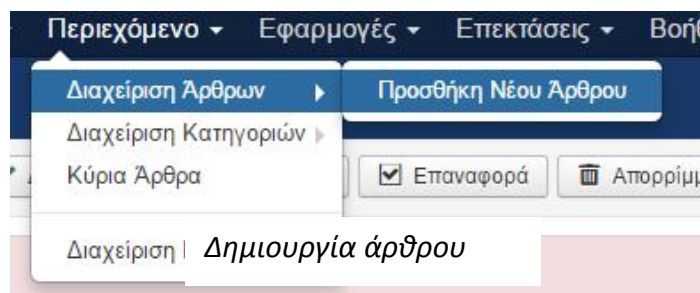 Περιεχόμενο Εφαρμογές Επεκτάσεις
Διαχείριση Άρθρων Προσθήκη Νέου Άρθρου
Διαχείριση Κατηγοριών
Κύρια Άρθρα
Επαναφορά
Διαχείριση
Δημιουργία άρθρου